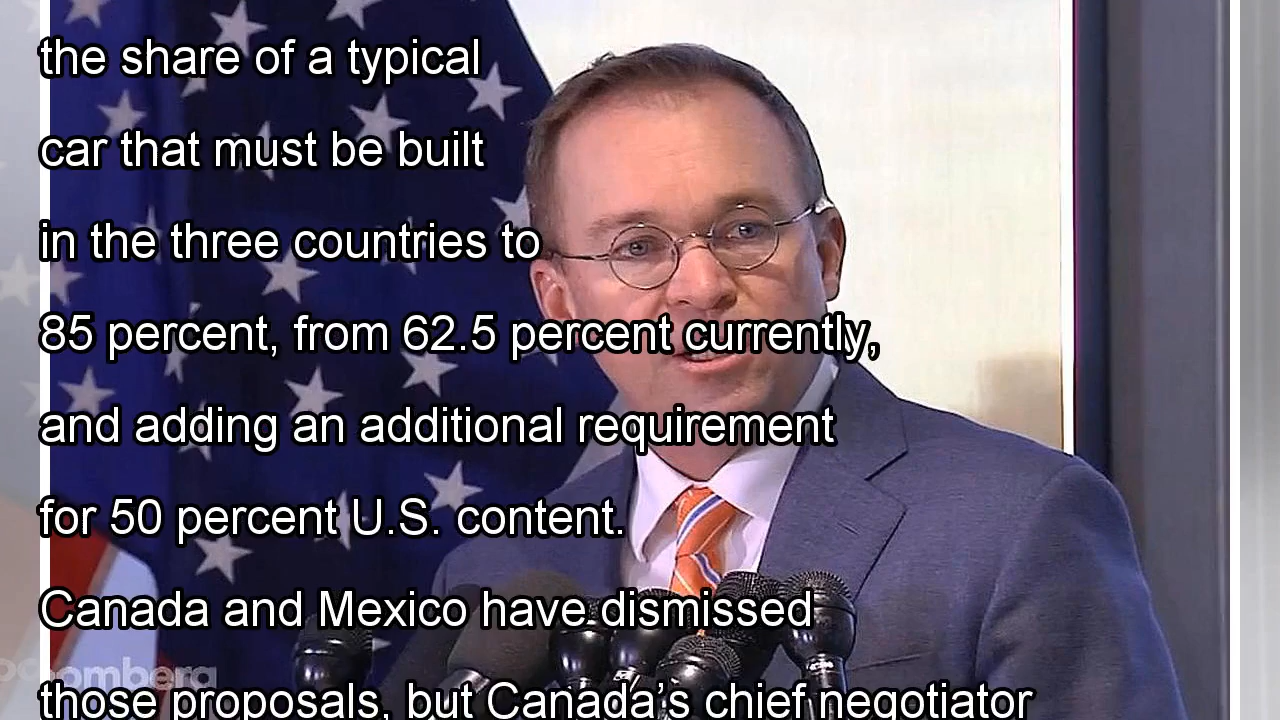 the share of a typical
car that must be built
in the three countries to
85 percent, from 62.5 percent currently,
and adding an additional requirement
for 50 percent U.S. content.
Canada and Mexico have dismissed
those proposals, but Canada's chief negotiator